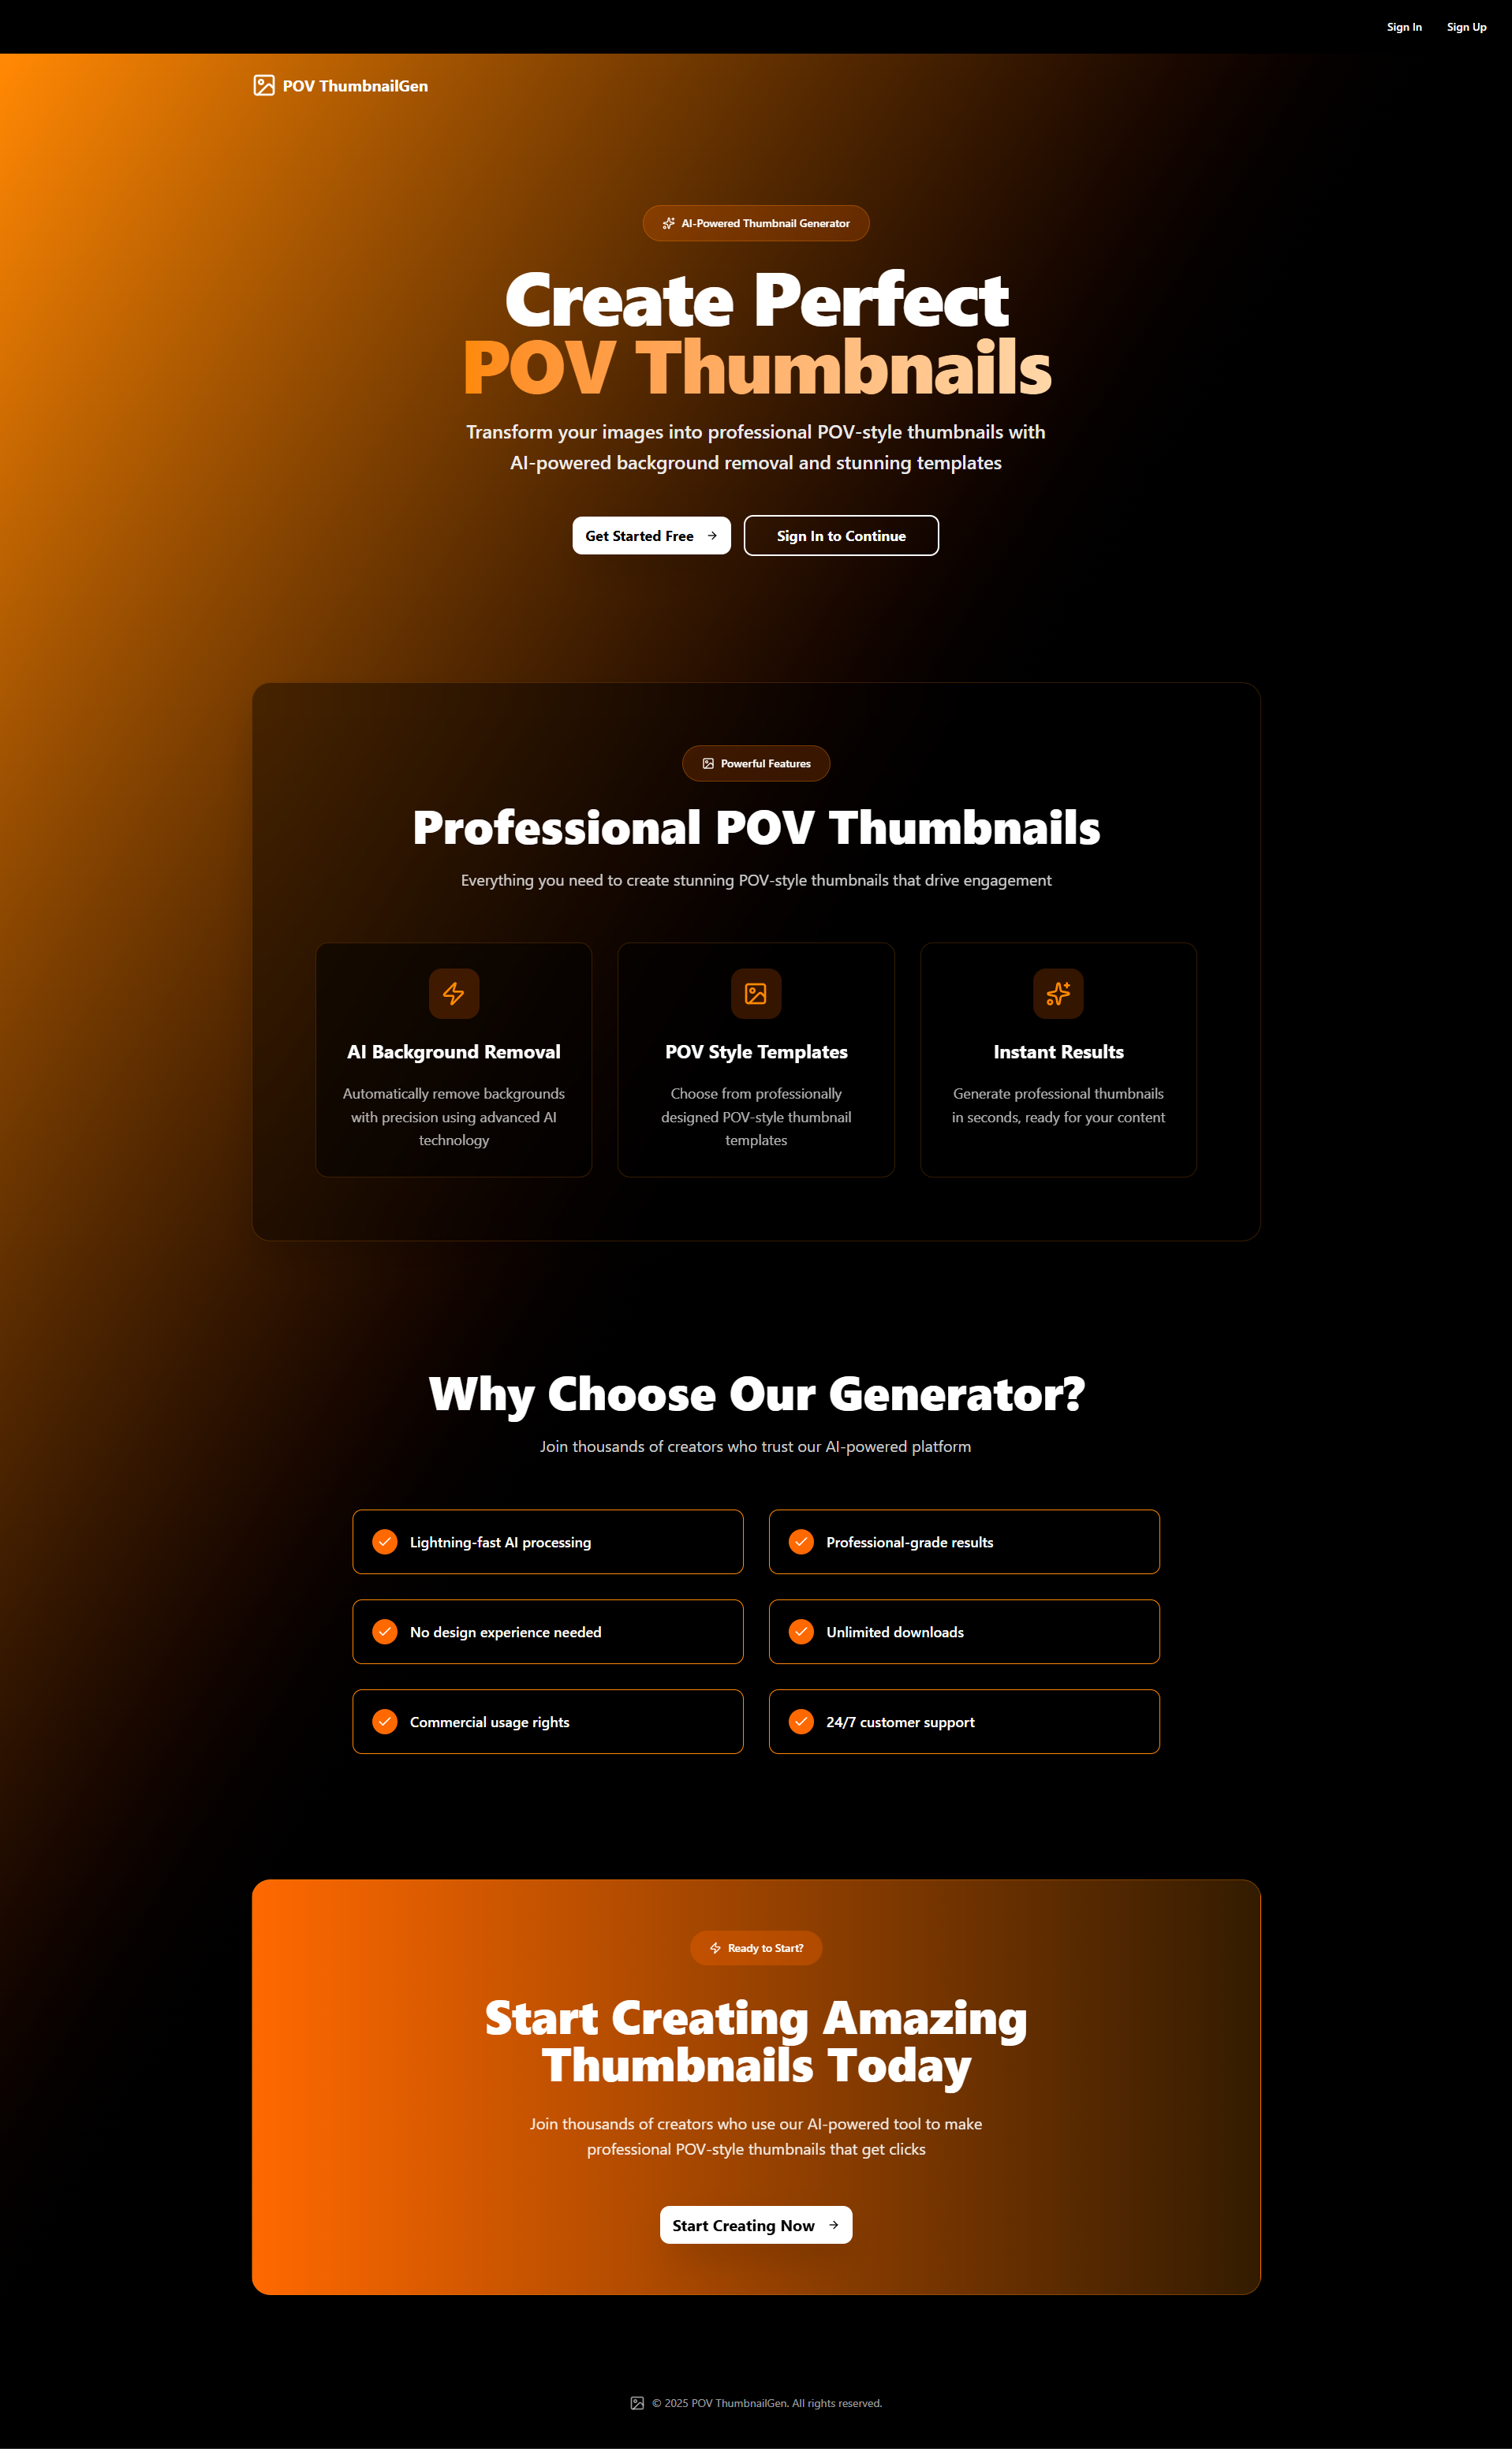 Sign In
Sign Up
POV ThumbnailGen
AI-Powered Thumbnail Generator
Create Perfect
POV Thumbnails
Transform your images into professional POV-style thumbnails with
AI-powered background removal and stunning templates
Get Started Free
Sign In to Continue
Powerful Features
Professional POV Thumbnails
Everything you need to create stunning POV-style thumbnails that drive engagement
AI Background Removal
Automatically remove backgrounds
with precision using advanced AI
technology
POV Style Templates
Choose from professionally
designed POV-style thumbnail
templates
Instant Results
Generate professional thumbnails
in seconds, ready for your content
Why Choose Our Generator?
Join thousands of creators who trust our AI-powered platform
Lightning-fast AI processing
Professional-grade results
No design experience needed
Unlimited downloads
Commercial usage rights
24/7 customer support
Ready to Start?
Start Creating Amazing
Thumbnails Today
Join thousands of creators who use our AI-powered tool to make
professional POV-style thumbnails that get clicks
Start Creating Now
© 2025 POV ThumbnailGen. All rights reserved.